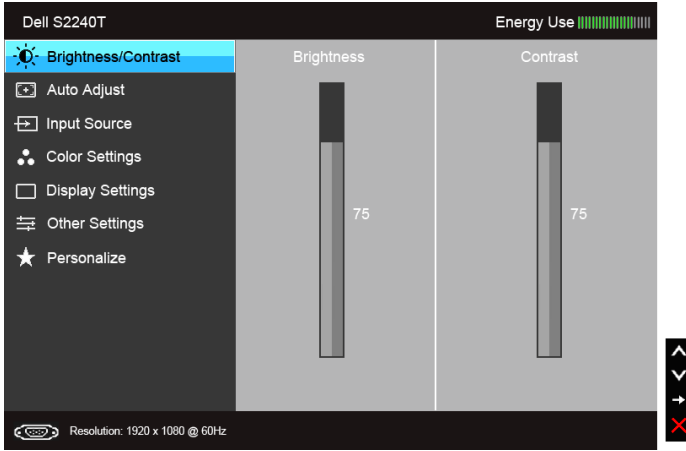 Dell S2240T
Energy Use
Brightness/Contrast
Auto Adjust
Input Source
Color Settings
Display Settings
Other Settings
Personalize
Brightness
Contrast
75
75
Resolution: 1920 x 1080 @ 60Hz